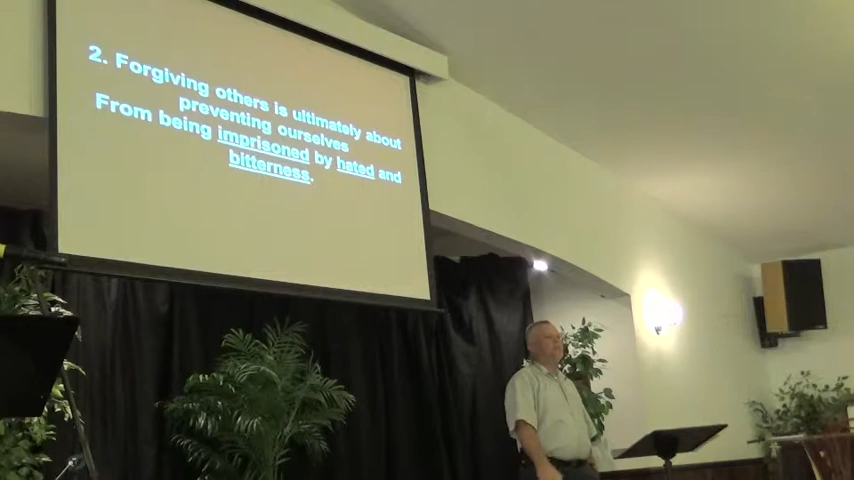 2. Forgiving others is ultimately about
preventing ourselves
From being imprisoned by hated and
bitterness.